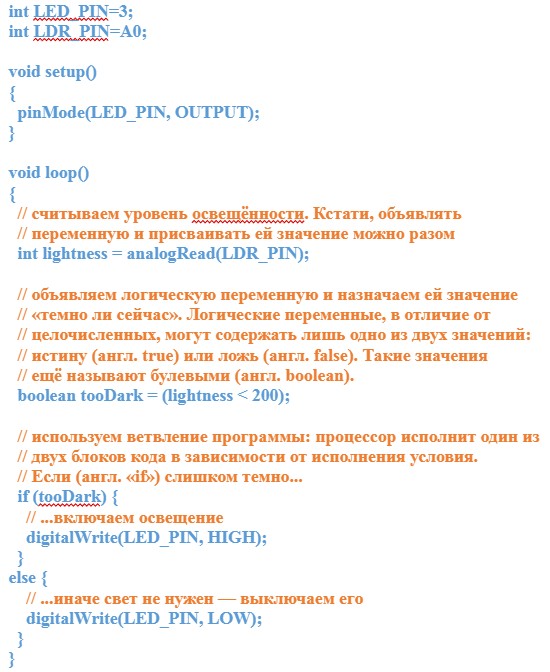 int LED_PIN=3;
int LDR_PIN=A0;
void setup()
{
pinMode(LED_PIN, OUTPUT);
}
void loop()
{
// считываем уровень освещённости. Кстати, объявлять
// переменную и присваивать ей значение можно разом
int lightness = analogRead(LDR_PIN);
// объявляем логическую переменную и назначаем ей значение
// «темно ли сейчас». Логические переменные, в отличие от
// целочисленных, могут содержать лишь одно из двух значений:
// истину (англ. true) или ложь (англ. false). Такие значения
// ещё называют булевыми (англ. boolean).
boolean tooDark = (lightness < 200);
// используем ветвление программы: процессор исполнит один из
// двух блоков кода в зависимости от исполнения условия.
// Если (англ. «if») слишком темно...
if (tooDark) {
// ...включаем освещение
digitalWrite(LED_PIN, HIGH);
}
else {
// ...иначе свет не нужен — выключаем его
digitalWrite(LED_PIN, LOW);
}
}